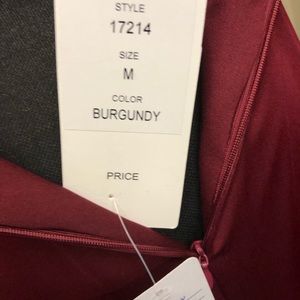 STYLE
17214
SIZE
M
COLOR
BURGUNDY
PRICE